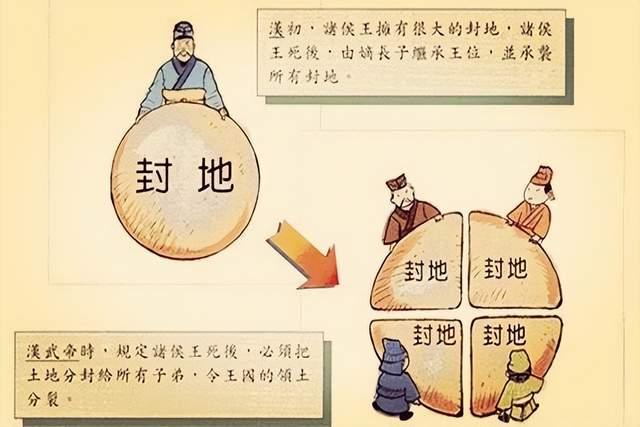 漢初，諸侯王擁有很大的封地，諸侯
王死後，由嫡長子繼承王位，並承襲
所有封地。
封地
封地
封地
封地
封地
漢武帝時，規定諸侯王死後，必須把
土地分封給所有子弟，令王國的領土
分裂。